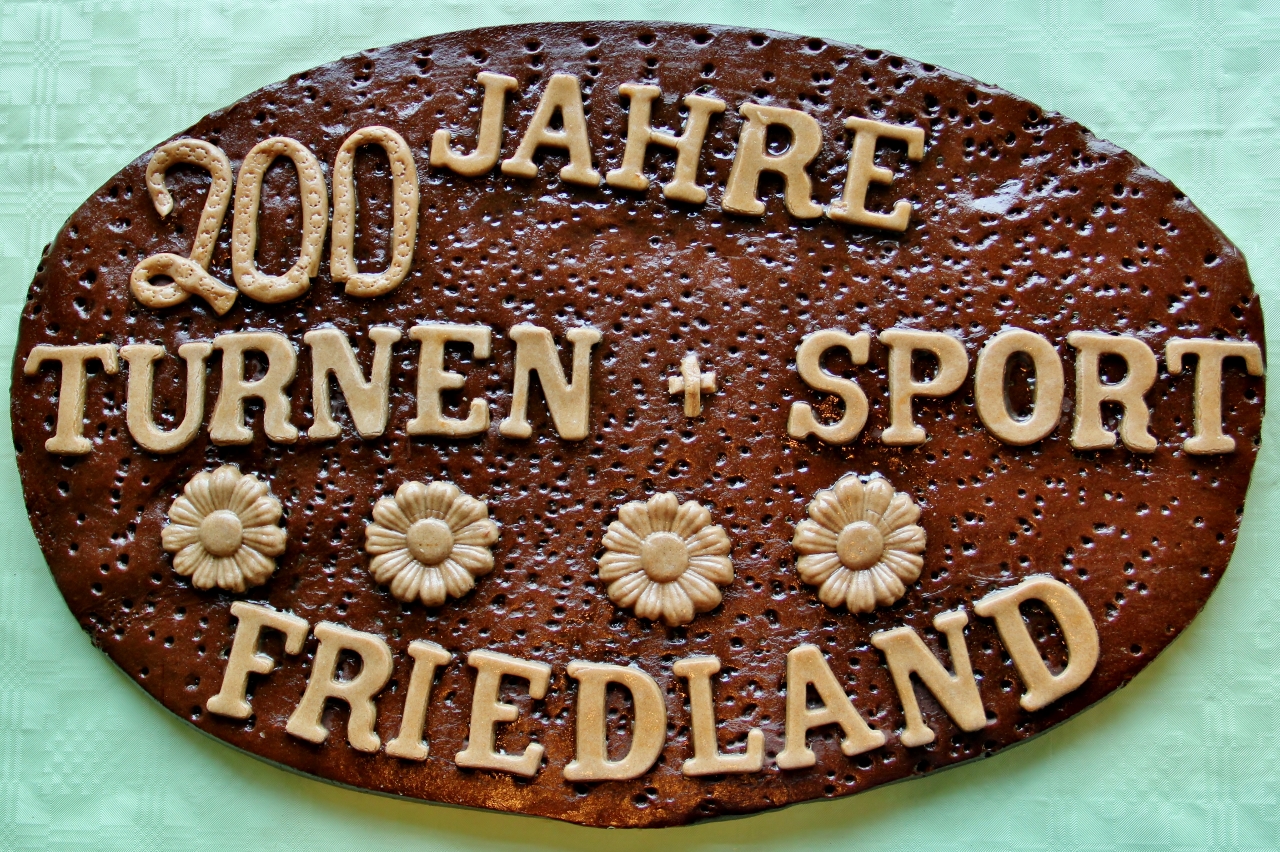 200 JAHRE
TURNEN + SPORT
FRIEDLAND